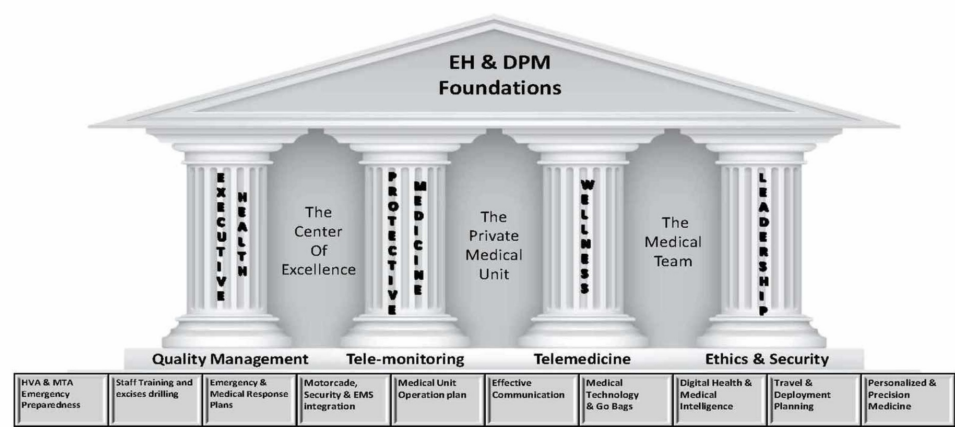 EH & DPM
Foundations
EXECUTIVE
HEALTH
The
Center
Of
Excellence
PROTECTIVE
MEDICINE
The
Private
Medical
Unit
WELLNESS
The
Medical
Team
LEADERSHIP
Quality Management
Tele-monitoring
Telemedicine
Ethics & Security
HVA & MTA
Emergency
Preparedness
Staff Training and
excises drilling
Emergency &
Medical Response
Plans
Motorcade,
Security & EMS
integration
Medical Unit
Operation plan
Effective
Communication
Medical
Technology
& Go Bags
Digital Health &
Medical
Intelligence
Travel &
Deployment
Planning
Personalized &
Precision
Medicine